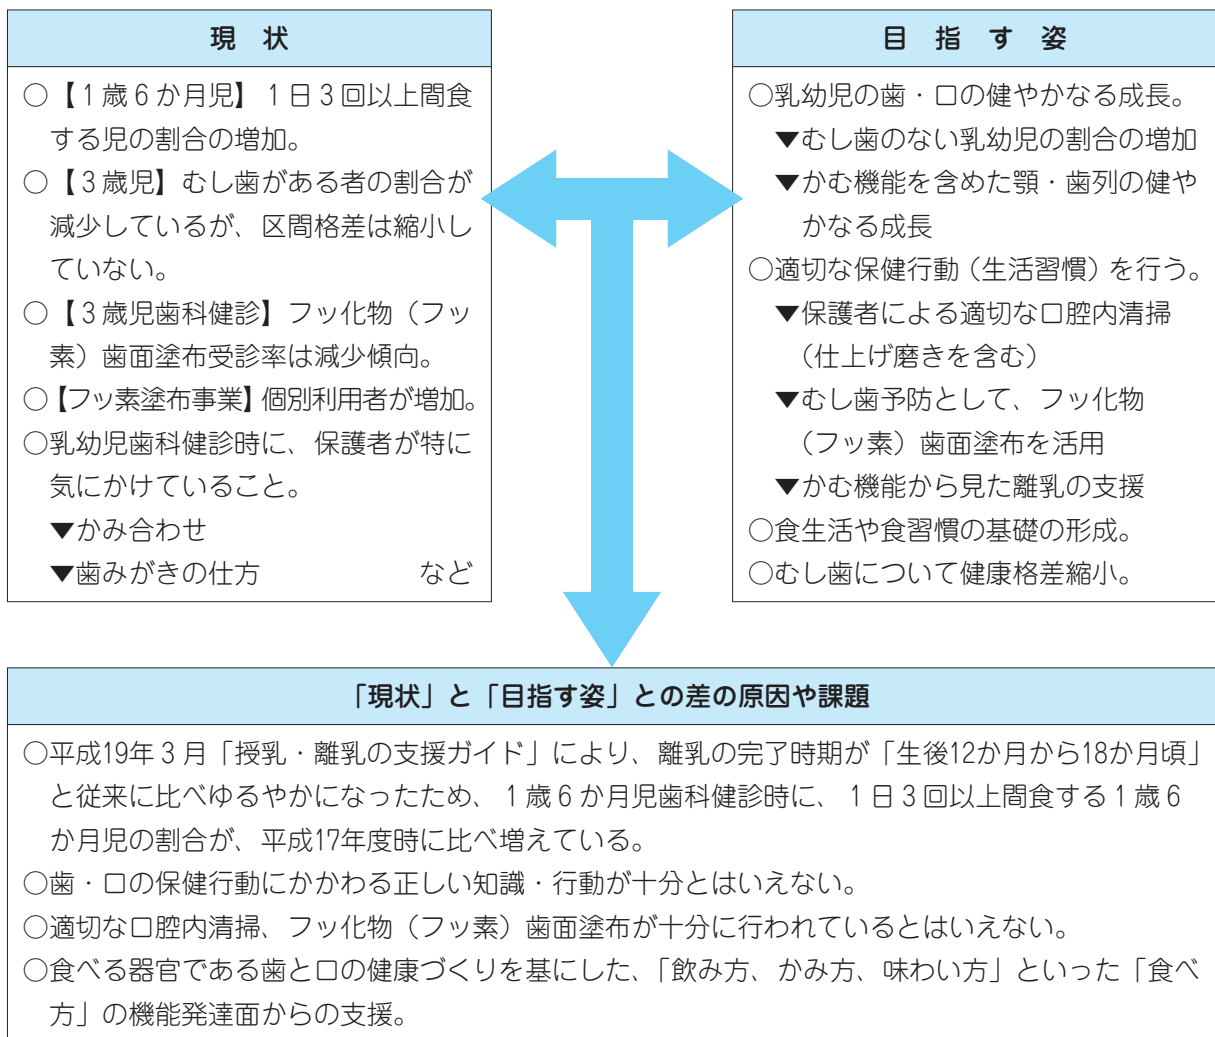 現 状
○【1歳6か月児】1日3回以上間食
する児の割合の増加。
○【3歳児】むし歯がある者の割合が
減少しているが、区間格差は縮小し
ていない。
○【3歳児歯科健診】フッ化物（フッ
素）歯面塗布受診率は減少傾向。
○【フッ素塗布事業】個別利用者が増加。
○乳幼児歯科健診時に、保護者が特に
気にかけていること。
▼かみ合わせ
▼歯みがきの仕方 など
目 指 す 姿
○乳幼児の歯・口の健やかなる成長。
▼むし歯のない乳幼児の割合の増加
▼かむ機能を含めた顎・歯列の健や
かなる成長
○適切な保健行動（生活習慣）を行う。
▼保護者による適切な口腔内清掃
（仕上げ磨きを含む）
▼むし歯予防として、フッ化物
（フッ素）歯面塗布を活用
▼かむ機能から見た離乳の支援
○食生活や食習慣の基礎の形成。
○むし歯について健康格差縮小。
「現状」と「目指す姿」との差の原因や課題
○平成19年3月「授乳・離乳の支援ガイド」により、離乳の完了時期が「生後12か月から18か月頃」
と従来に比べゆるやかになったため、1歳6か月児歯科健診時に、1日3回以上間食する1歳6
か月児の割合が、平成17年度時に比べ増えている。
○歯・口の保健行動にかかわる正しい知識・行動が十分とはいえない。
○適切な口腔内清掃、フッ化物（フッ素）歯面塗布が十分に行われているとはいえない。
○食べる器官である歯と口の健康づくりを基にした、「飲み方、かみ方、味わい方」といった「食べ
方」の機能発達面からの支援。